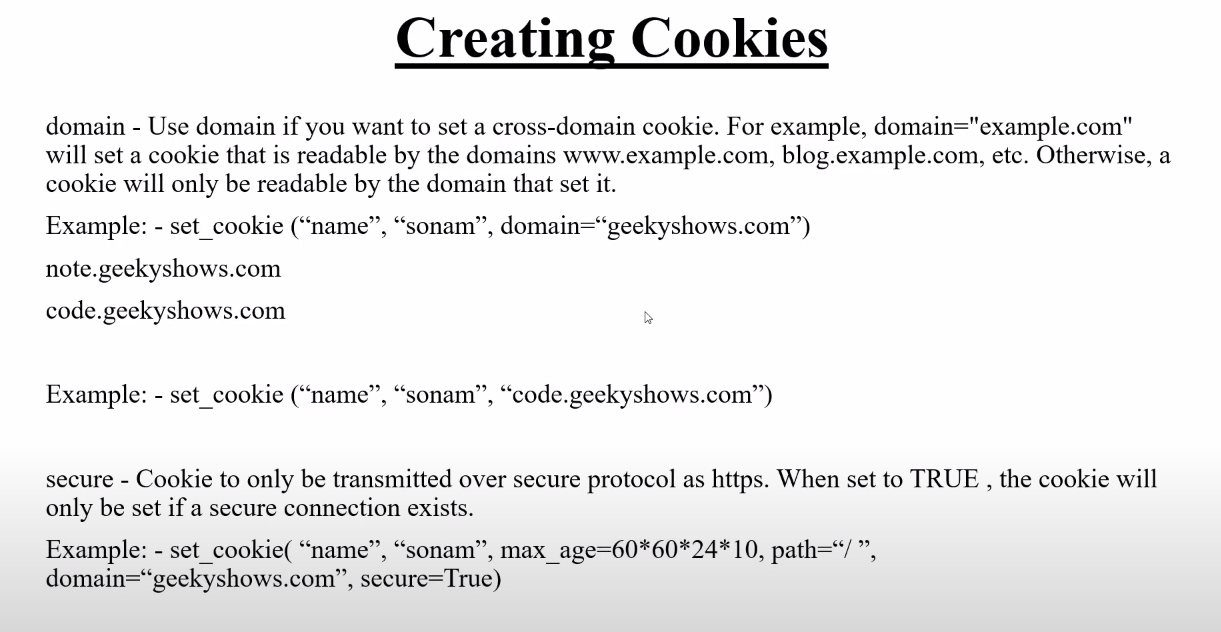 Creating Cookies
domain - Use domain if you want to set a cross-domain cookie. For example, domain="example.com"
will set a cookie that is readable by the domains www.example.com, blog.example.com, etc. Otherwise, a
cookie will only be readable by the domain that set it.
Example: - set_cookie (“name”, “sonam”, domain=“geekyshows.com”)
note.geekyshows.com
code.geekyshows.com
Example: - set_cookie (“name”, “sonam”, “code.geekyshows.com”)
secure - Cookie to only be transmitted over secure protocol as https. When set to TRUE , the cookie will
only be set if a secure connection exists.
Example: - set_cookie( “name”, “sonam”, max_age=60*60*24*10, path=“/ ”,
domain=“geekyshows.com”, secure=True)